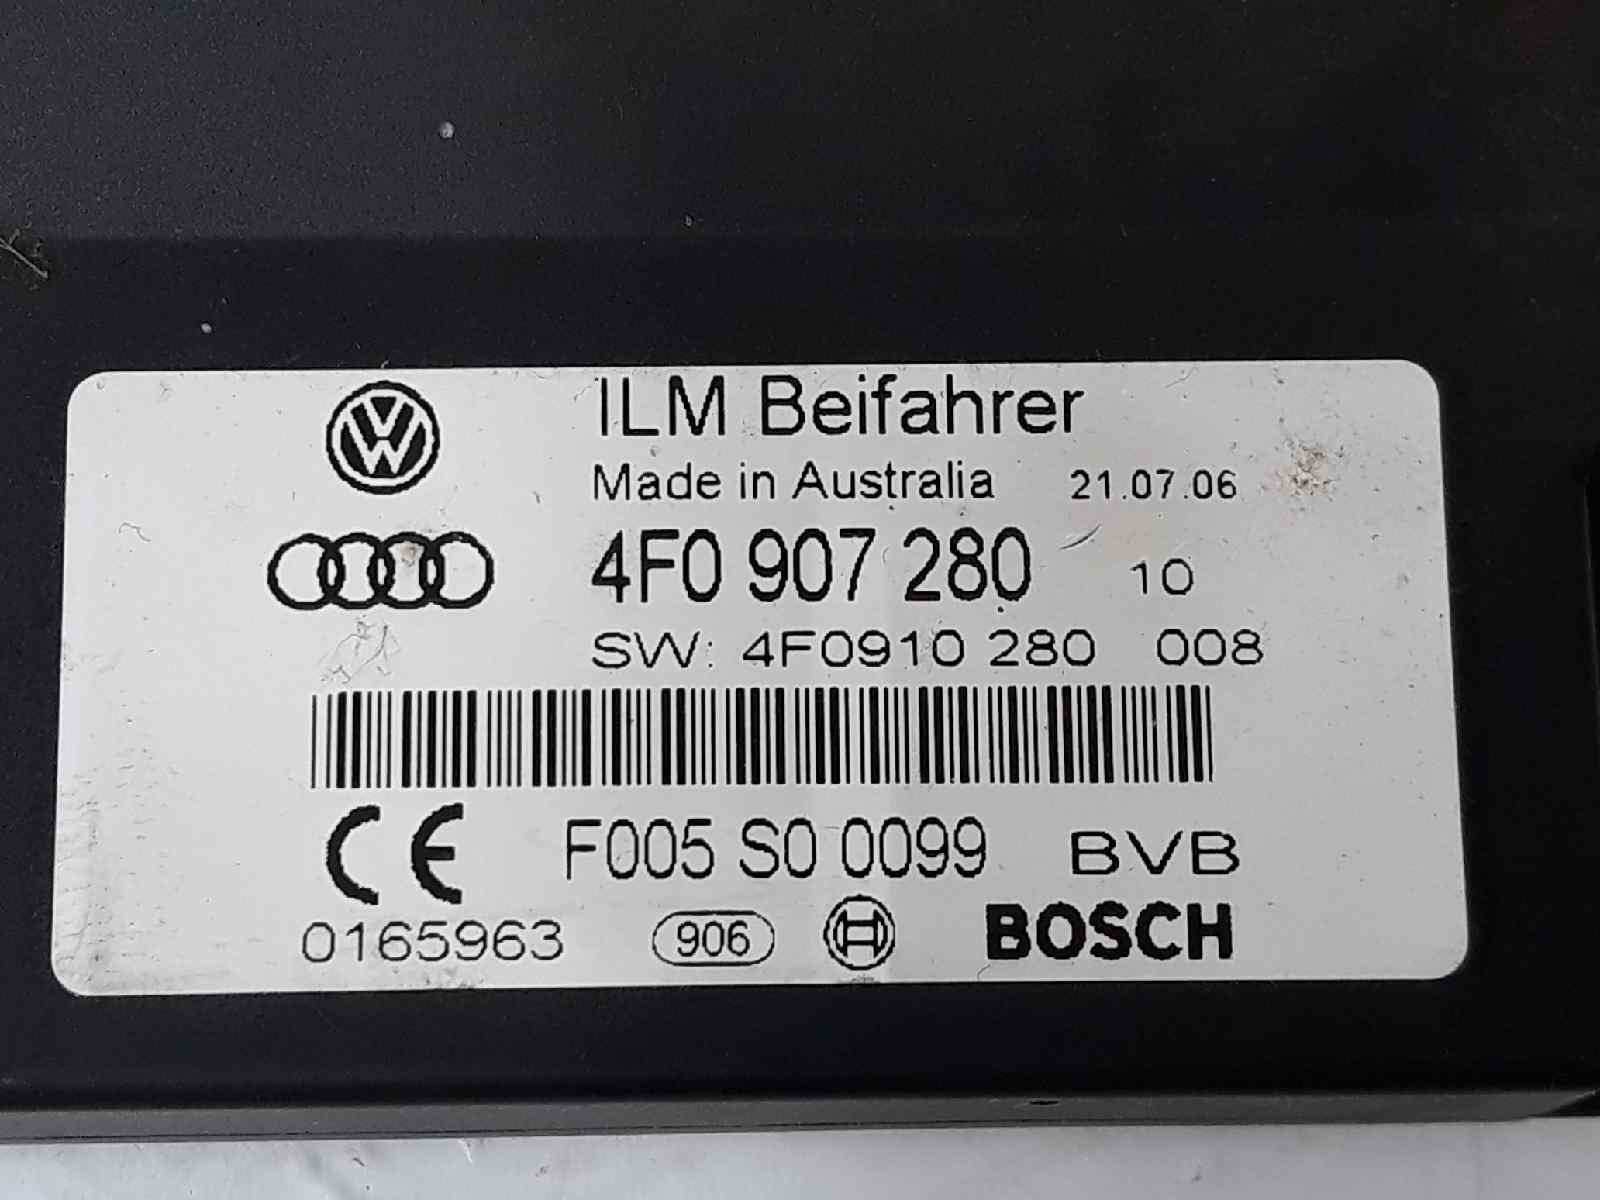 ILM Beifahrer
Made in Australia 21.07.06
4F0 907 280 10
SW: 4F0910 280 008
CE F005 S0 0099 BVB
0165963 906 BOSCH